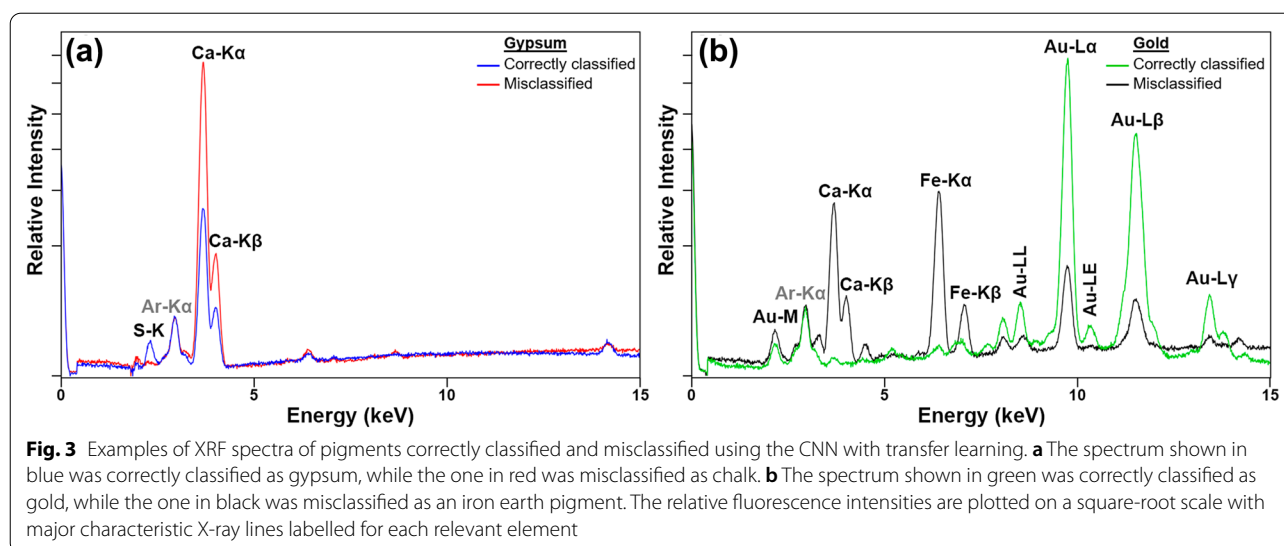 (a)
Gypsum
Correctly classified
Misclassified
Ca-Kα
Ca-Kβ
Ar-Kα
S-K
Relative Intensity
0 5 10 15
Energy (keV)
(b)
Gold
Correctly classified
Misclassified
Au-Lα
Au-Lβ
Fe-Kα
Ca-Kα
Au-LL
Au-LE
Au-Lγ
Ar-Kα
Ca-Kβ
Fe-Kβ
Au-M
Relative Intensity
0 5 10 15
Energy (keV)
Fig. 3 Examples of XRF spectra of pigments correctly classified and misclassified using the CNN with transfer learning. a The spectrum shown in
blue was correctly classified as gypsum, while the one in red was misclassified as chalk. b The spectrum shown in green was correctly classified as
gold, while the one in black was misclassified as an iron earth pigment. The relative fluorescence intensities are plotted on a square-root scale with
major characteristic X-ray lines labelled for each relevant element